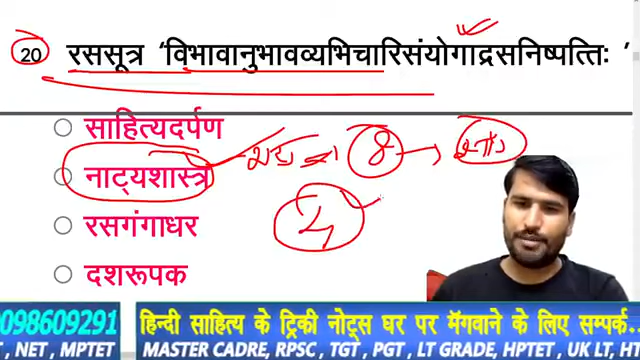 20 रससूत्र 'विभावानुभावव्यभिचारिसंयोगाद्रसनिष्पत्तिः '
साहित्यदर्पण
नाट्यशास्त्र
रसगंगाधर
दशरूपक
098609291 हिन्दी साहित्य के ट्रिकी नोट्स घर पर मॅगवाने के लिए सम्पर्क..
, NET , MPTET MASTER CADRE, RPSC , TGT , PGT , LT GRADE, HPTET , UK LT, H